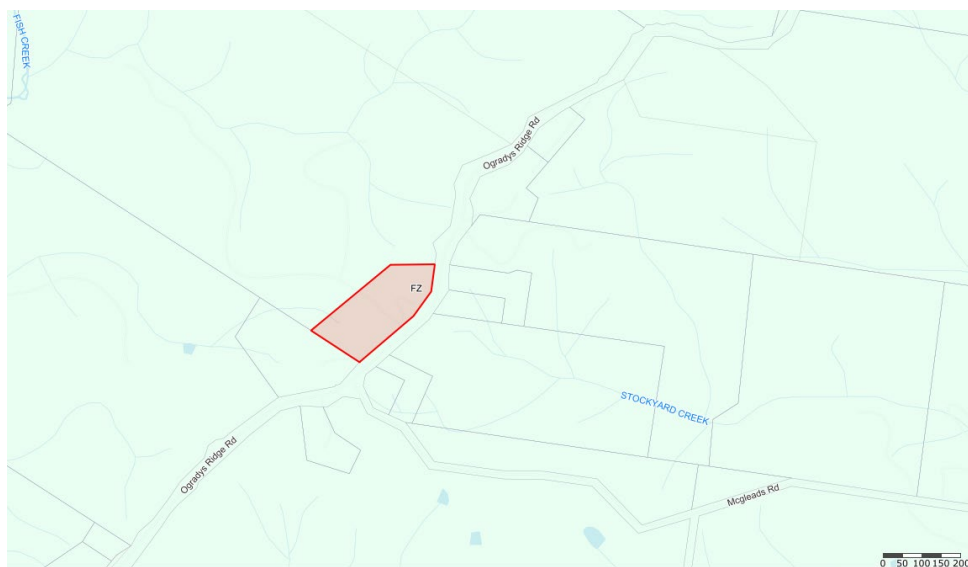 FISH CREEK
Ogradys Ridge Rd
FZ
STOCKYARD CREEK
Ogradys Ridge Rd
Mcgleads Rd
0 50 100 150 200